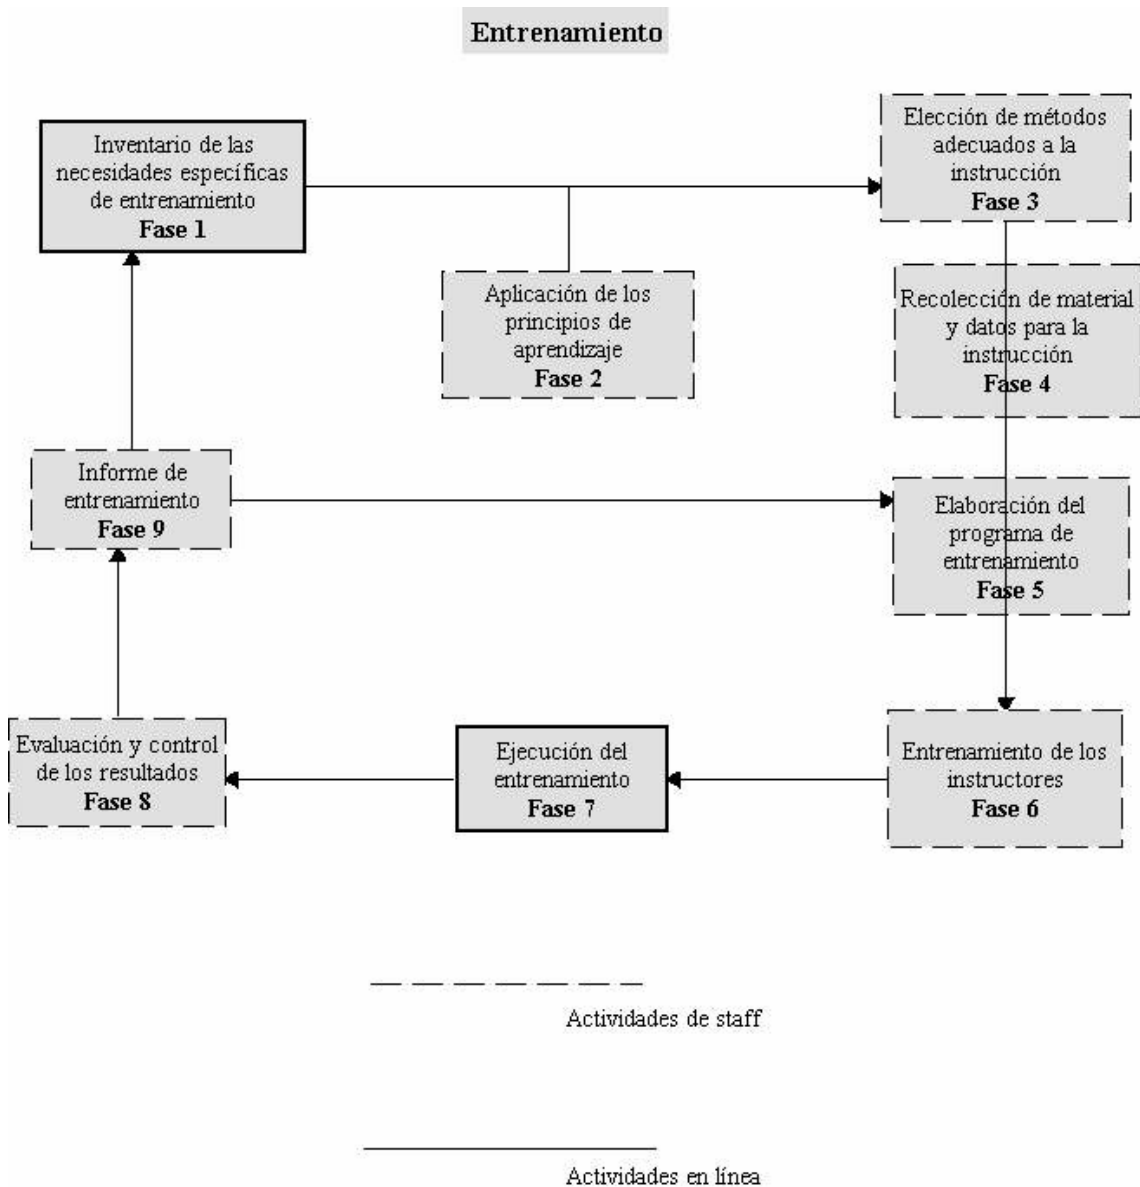 Entrenamiento
Inventario de las
necesidades específicas
de entrenamiento
Fase 1
Aplicación de los
principios de
aprendizaje
Fase 2
Elección de métodos
adecuados a la
instrucción
Fase 3
Recolección de material
y datos para la
instrucción
Fase 4
Elaboración del
programa de
entrenamiento
Fase 5
Entrenamiento de los
instructores
Fase 6
Ejecución del
entrenamiento
Fase 7
Evaluación y control
de los resultados
Fase 8
Informe de
entrenamiento
Fase 9
Actividades de staff
Actividades en línea